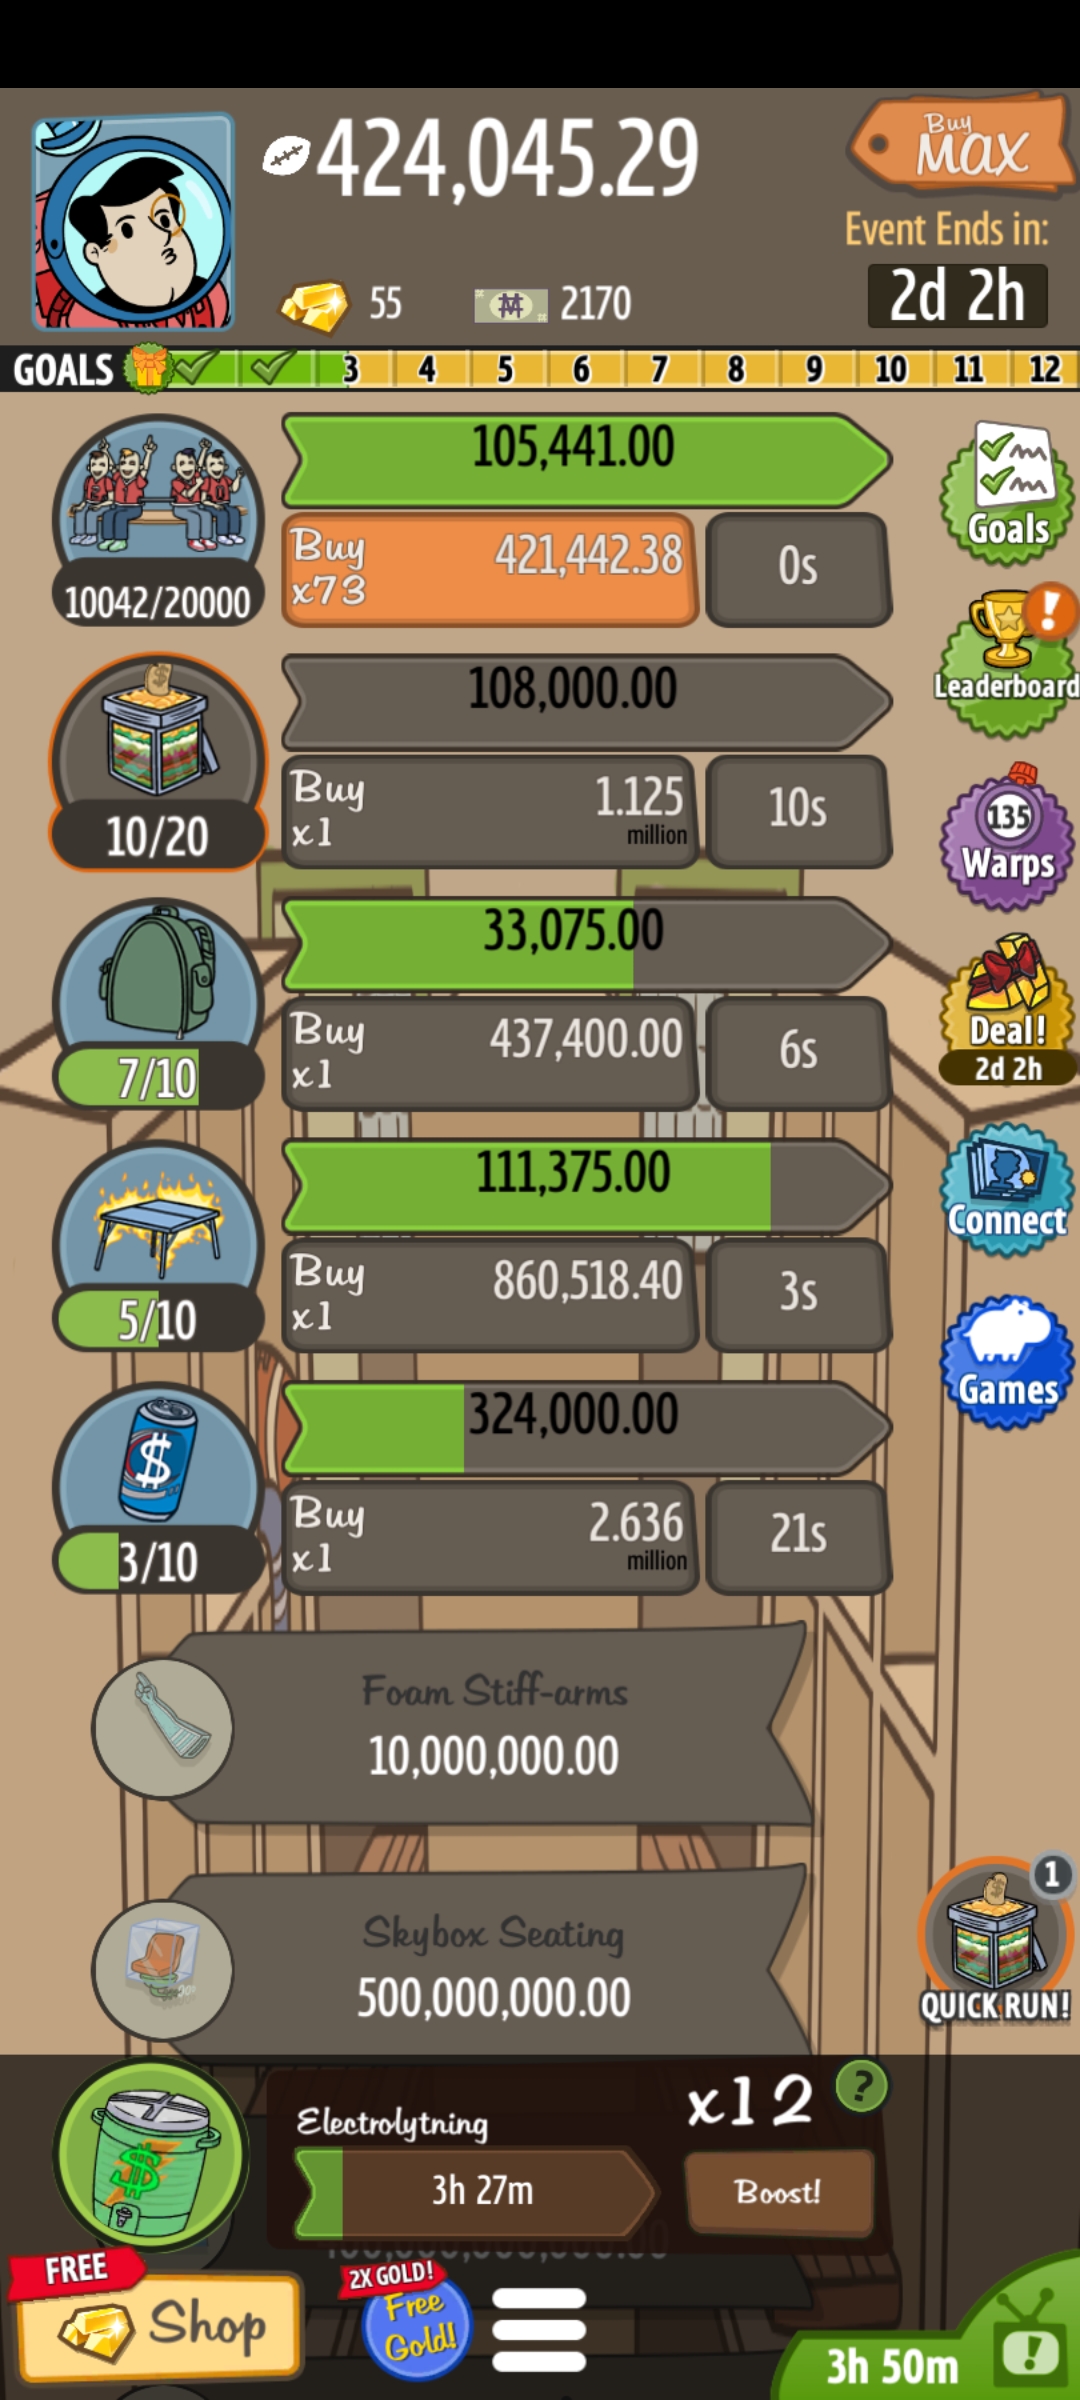 424,045.29
Buy
MAX
Event Ends in:
2d 2h
55
2170
GOALS 3 4 5 6 7 8 9 10 11 12
105,441.00
Buy
x73
421,442.38
0s
10042/20000
Goals
108,000.00
Buy
x1
1.125
million
10s
10/20
Leaderboard
33,075.00
Buy
x1
437,400.00
6s
7/10
135
Warps
111,375.00
Buy
x1
860,518.40
3s
5/10
Deal!
2d 2h
324,000.00
Buy
x1
2.636
million
21s
3/10
Connect
Games
Foam Stiff-arms
10,000,000.00
Skybox Seating
500,000,000.00
1
QUICK RUN!
Electrolytning
x12
?
3h 27m
Boost!
FREE
Shop
2X GOLD!
Free
Gold!
3h 50m